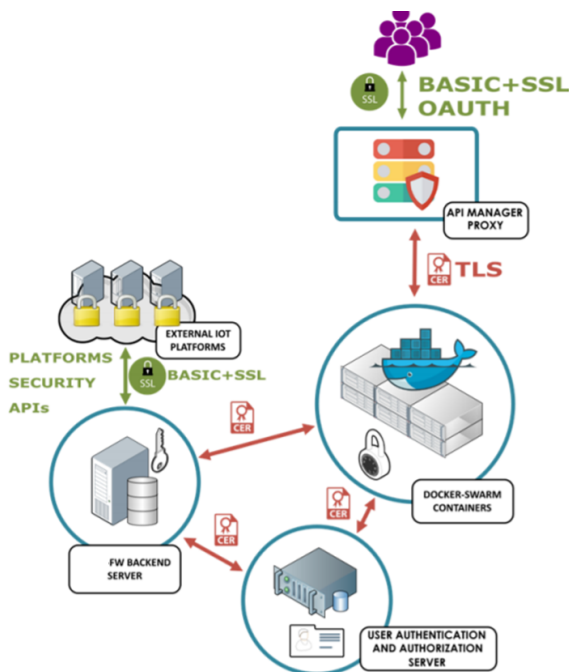 SSL
BASIC+SSL
OAUTH
API MANAGER
PROXY
CER
TLS
EXTERNAL IOT
PLATFORMS
PLATFORMS
SECURITY
APIs
SSL
BASIC+SSL
CER
DOCKER-SWARM
CONTAINERS
CER
CER
FW BACKEND
SERVER
USER AUTHENTICATION
AND AUTHORIZATION
SERVER